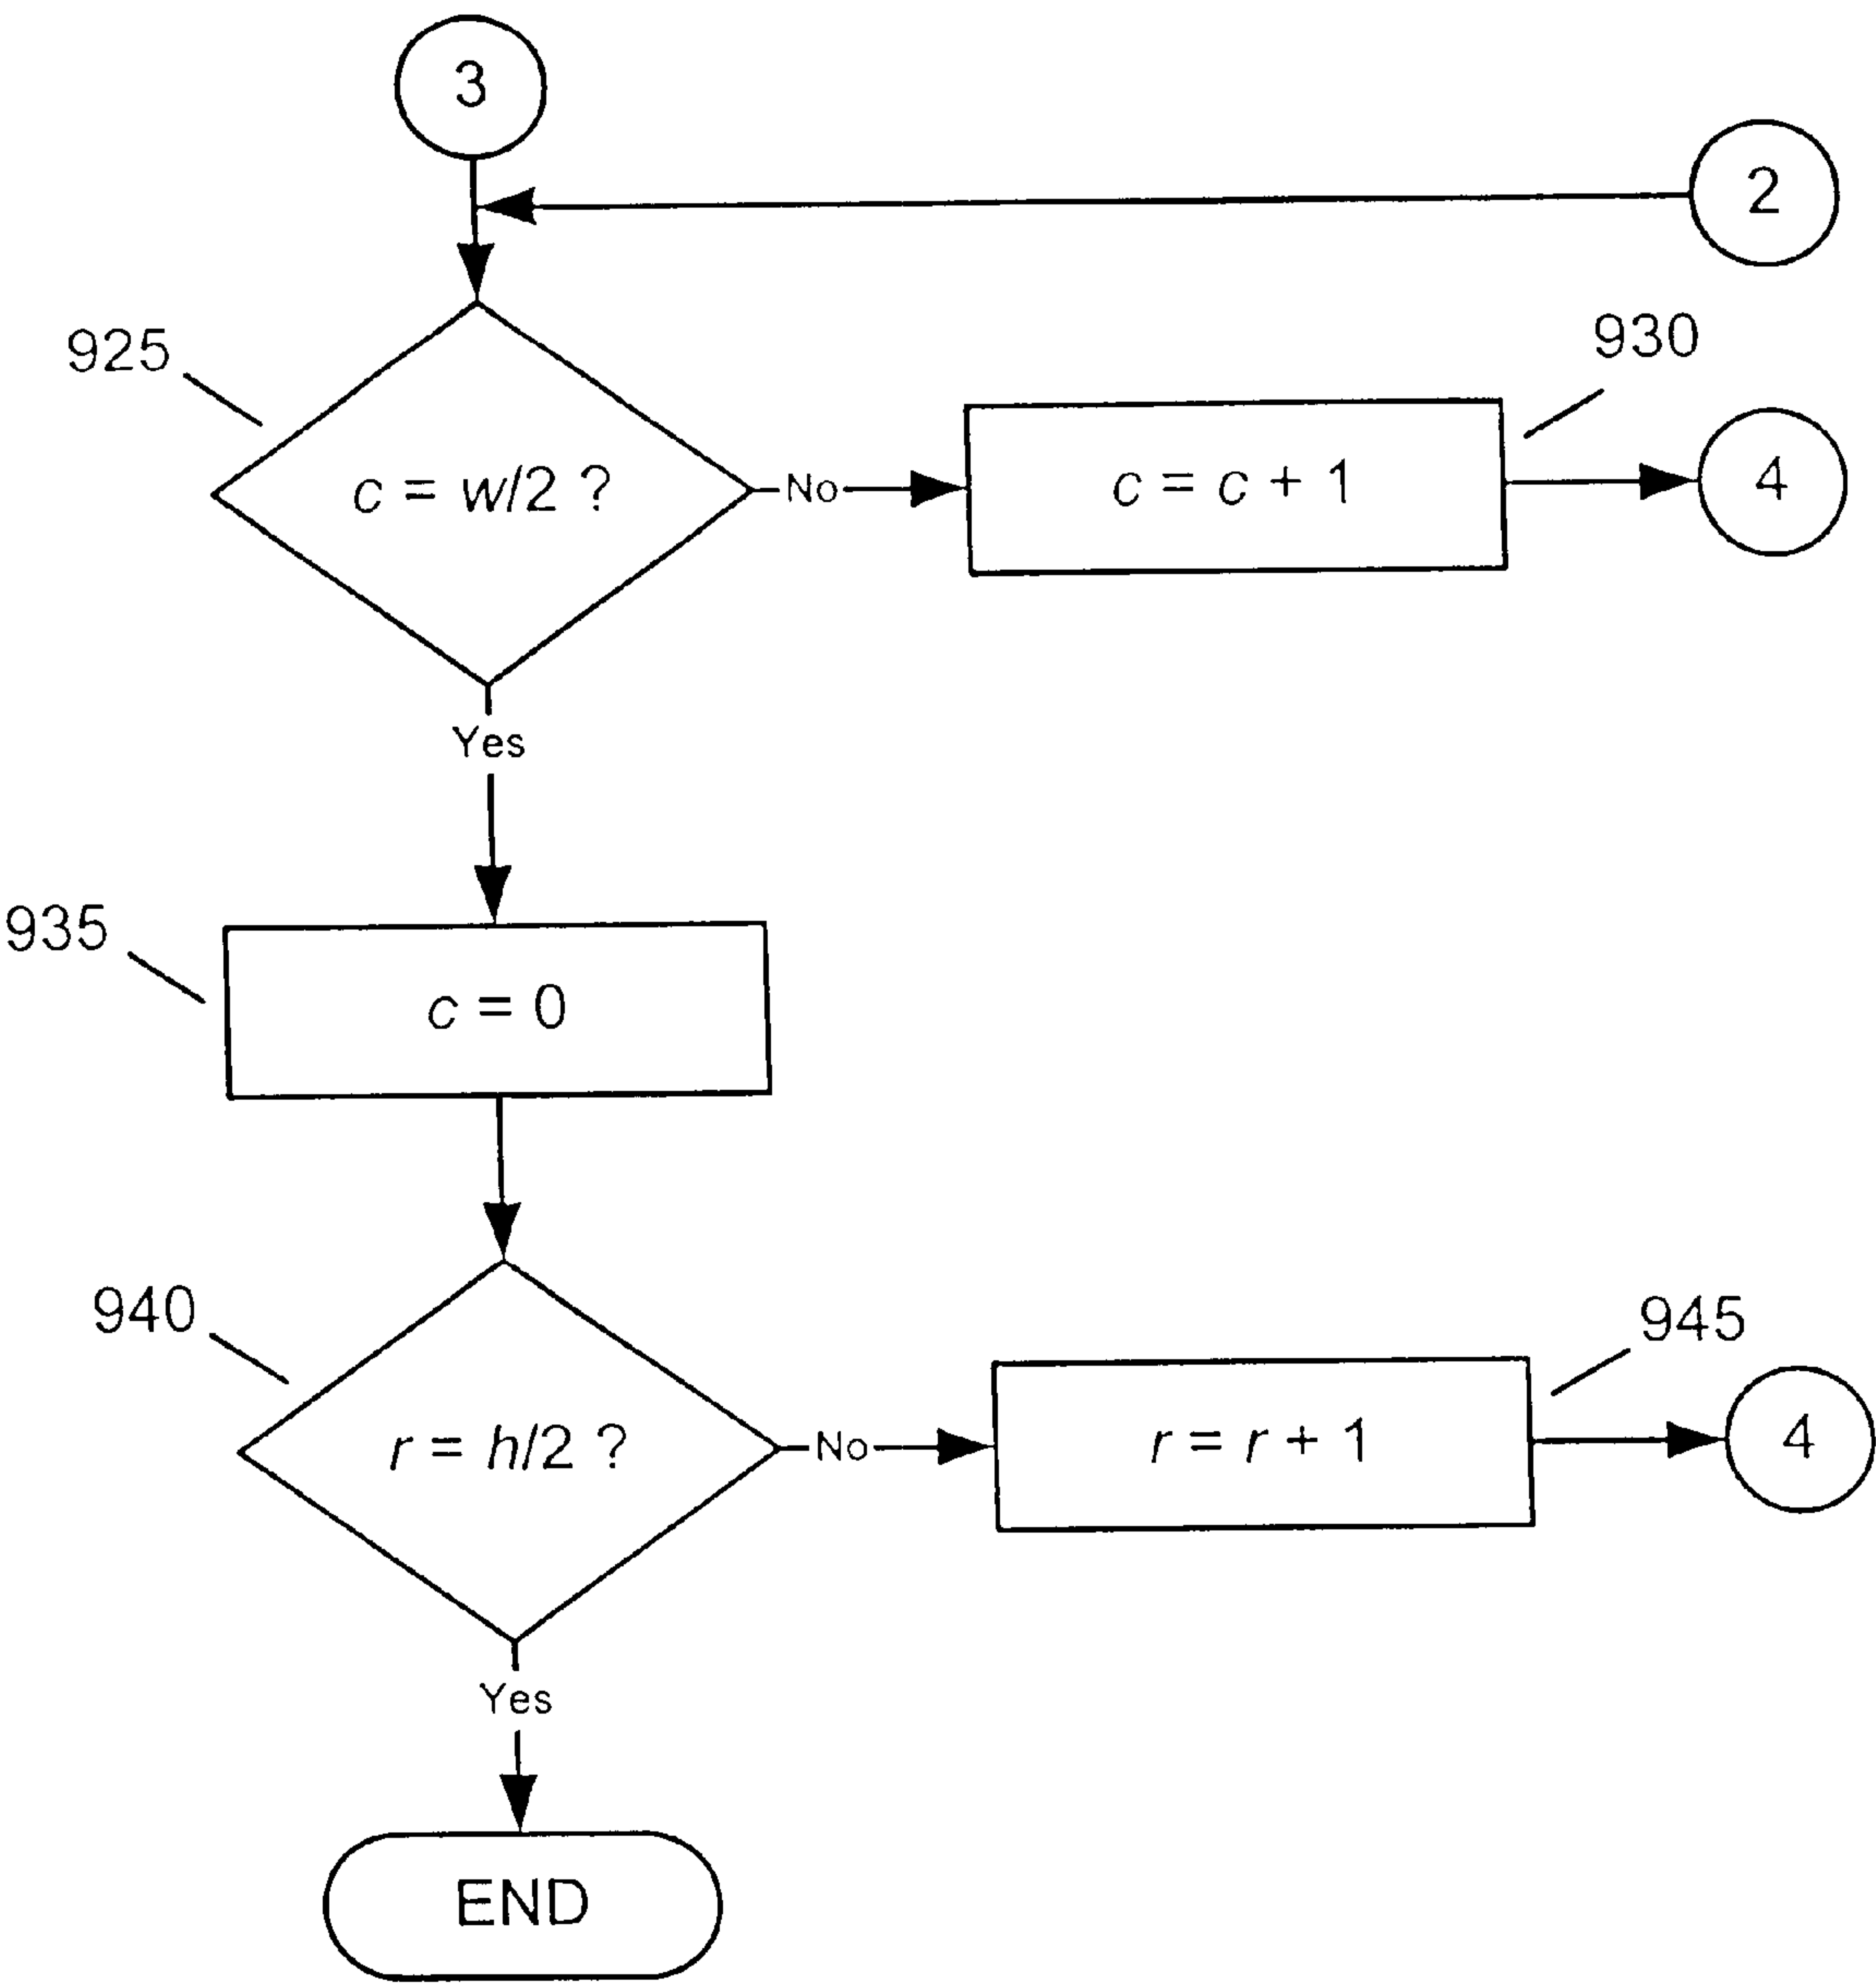 3
2
925
930
c = w/2 ?
No
c = c + 1
4
Yes
935
c = 0
940
945
r = h/2 ?
No
r = r + 1
4
Yes
END